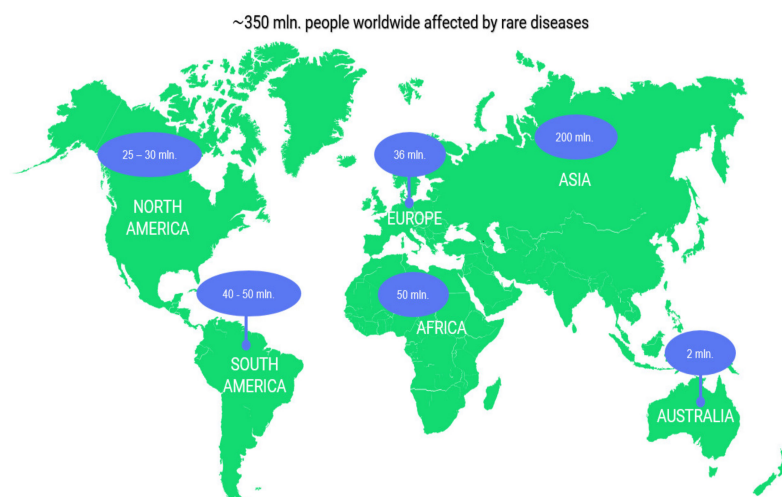 ~350 mln. people worldwide affected by rare diseases
25 – 30 mln.
36 mln.
200 mln.
ASIA
NORTH
AMERICA
EUROPE
40 - 50 mln.
50 mln.
AFRICA
SOUTH
AMERICA
2 mln.
AUSTRALIA